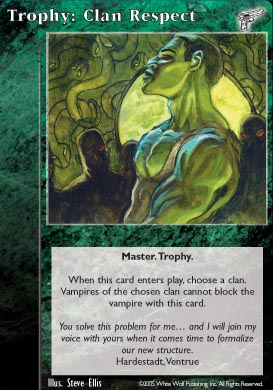 Trophy: Clan Respect
Master. Trophy.
When this card enters play, choose a clan.
Vampires of the chosen clan cannot block the
vampire with this card.
You solve this problem for me... and I will join my
voice with yours when it comes time to formalize
our new structure.
Hardestadt, Ventrue
Illus. Steve Ellis
©2005 White Wolf Publishing, Inc. All Rights Reserved.